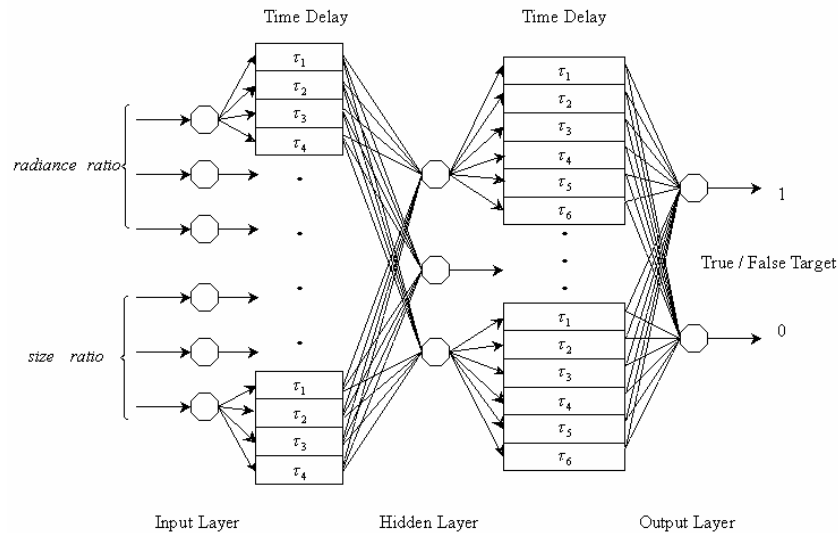 Time Delay
Time Delay
τ1
τ2
τ3
τ4
radiance ratio
τ1
τ2
τ3
τ4
τ5
τ6
1
True / False Target
0
size ratio
τ1
τ2
τ3
τ4
τ1
τ2
τ3
τ4
τ5
τ6
Input Layer
Hidden Layer
Output Layer